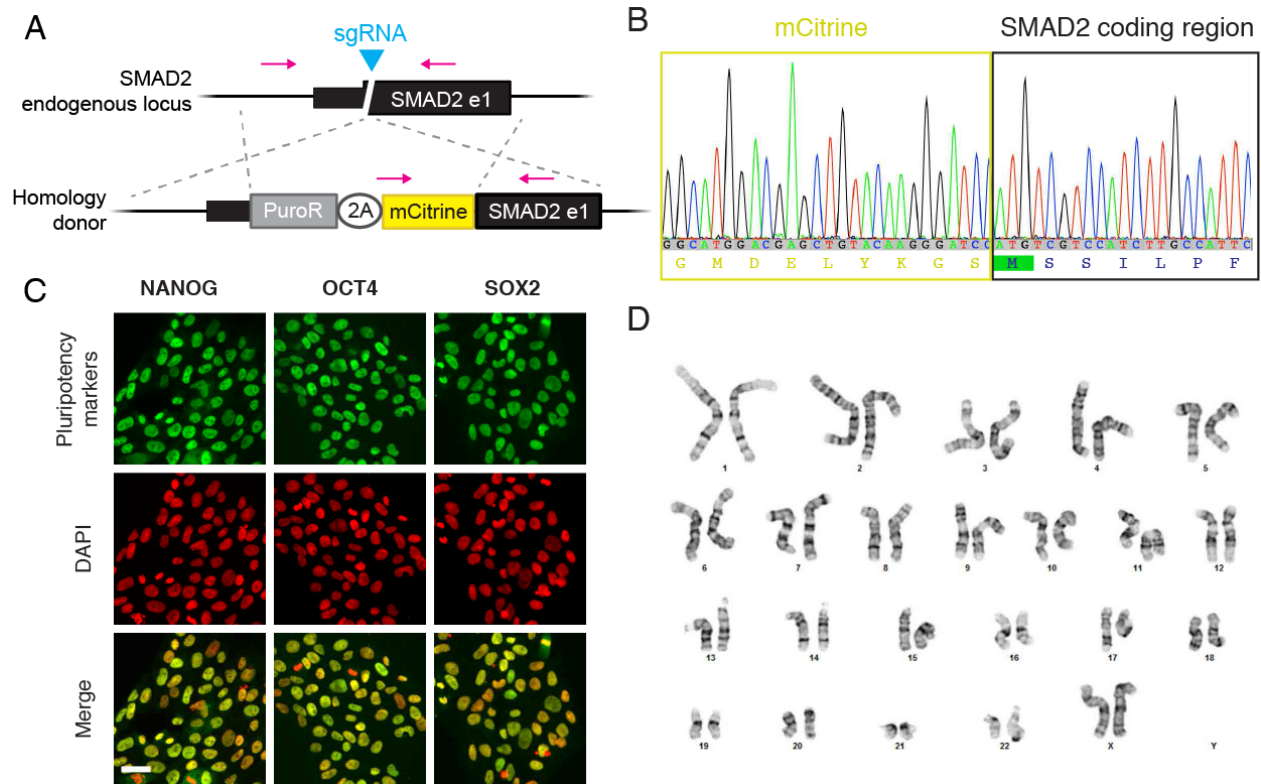 A
sgRNA
SMAD2
endogenous locus
SMAD2 e1
Homology
donor
PuroR
2A
mCitrine
SMAD2 e1
B
mCitrine
SMAD2 coding region
GGCATGGACGAGCTGTACAAGGGATCC ATGTCGTCCATCTTGCCATTC
G M D E L Y K G S M S S I L P F
C
NANOG
OCT4
SOX2
Pluripotency
markers
DAPI
Merge
D
1 2 3 4 5
6 7 8 9 10 11 12
13 14 15 16 17 18
19 20 21 22 X Y